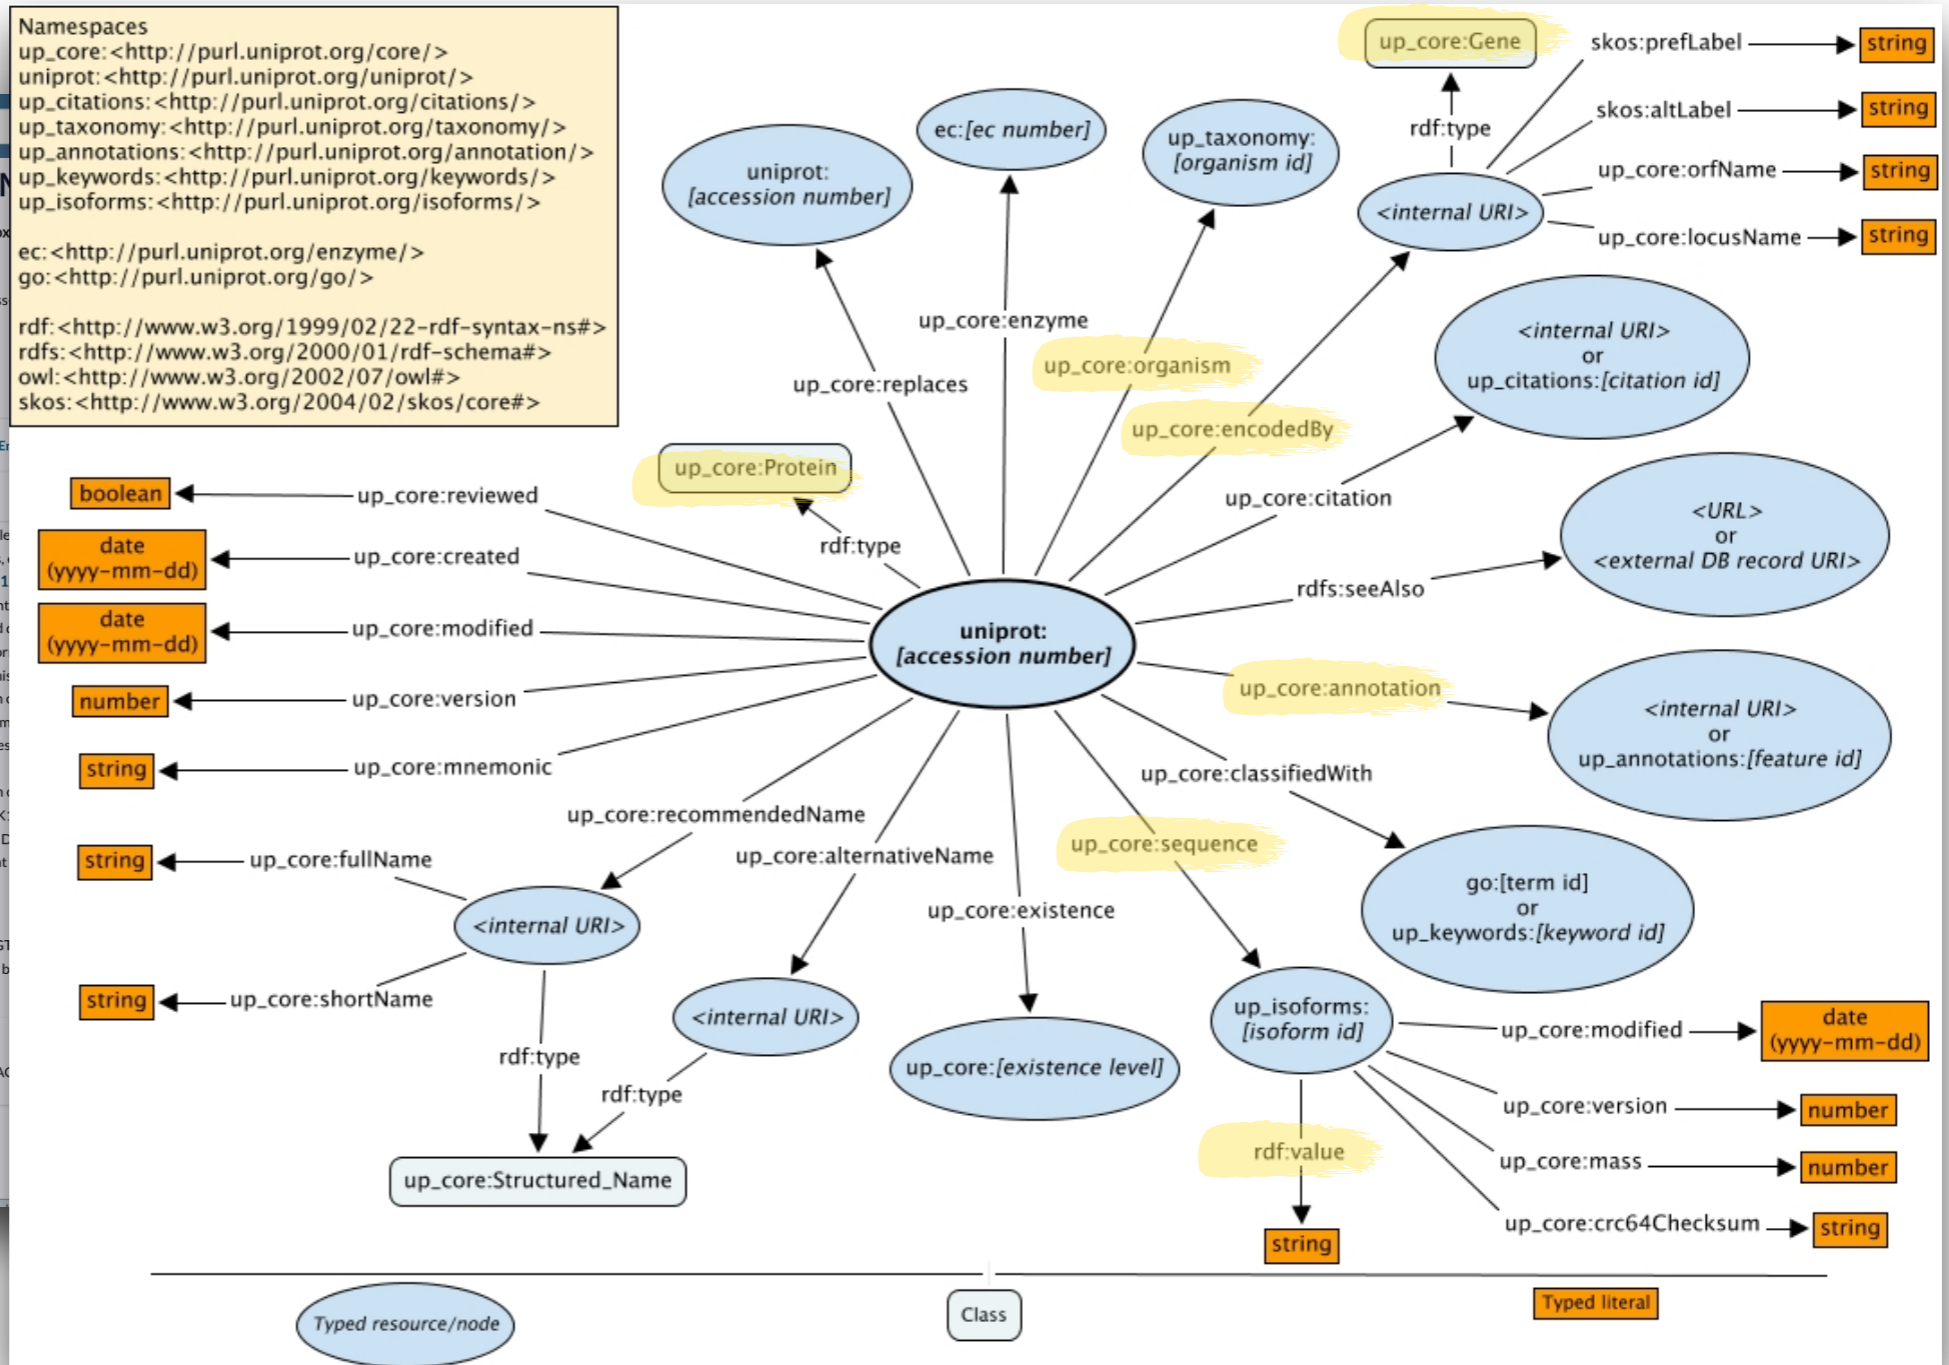 Namespaces
up_core:<http://purl.uniprot.org/core/>
uniprot:<http://purl.uniprot.org/uniprot/>
up_citations:<http://purl.uniprot.org/citations/>
up_taxonomy:<http://purl.uniprot.org/taxonomy/>
up_annotations:<http://purl.uniprot.org/annotation/>
up_keywords:<http://purl.uniprot.org/keywords/>
up_isoforms:<http://purl.uniprot.org/isoforms/>
ec:<http://purl.uniprot.org/enzyme/>
go:<http://purl.uniprot.org/go/>
rdf:<http://www.w3.org/1999/02/22-rdf-syntax-ns#>
rdfs:<http://www.w3.org/2000/01/rdf-schema#>
owl:<http://www.w3.org/2002/07/owl#>
skos:<http://www.w3.org/2004/02/skos/core#>
uniprot:
[accession number]
ec:[ec number]
up_taxonomy:
[organism id]
up_core:Gene
rdf:type
<internal URI>
skos:prefLabel
string
skos:altLabel
string
up_core:orfName
string
up_core:locusName
string
up_core:replaces
up_core:enzyme
up_core:organism
up_core:encodedBy
<internal URI>
or
up_citations:[citation id]
up_core:citation
up_core:Protein
rdf:type
<URL>
or
<external DB record URI>
rdfs:seeAlso
boolean
up_core:reviewed
date
(yyyy-mm-dd)
up_core:created
date
(yyyy-mm-dd)
up_core:modified
number
up_core:version
string
up_core:mnemonic
uniprot:
[accession number]
up_core:annotation
<internal URI>
or
up_annotations:[feature id]
up_core:classifiedWith
go:[term id]
or
up_keywords:[keyword id]
up_core:recommendedName
up_core:alternativeName
up_core:existence
up_core:sequence
string
up_core:fullName
<internal URI>
string
up_core:shortName
rdf:type
<internal URI>
rdf:type
up_core:Structured_Name
up_core:[existence level]
up_isoforms:
[isoform id]
up_core:modified
date
(yyyy-mm-dd)
up_core:version
number
up_core:mass
number
up_core:crc64Checksum
string
rdf:value
string
Typed resource/node
Class
Typed literal